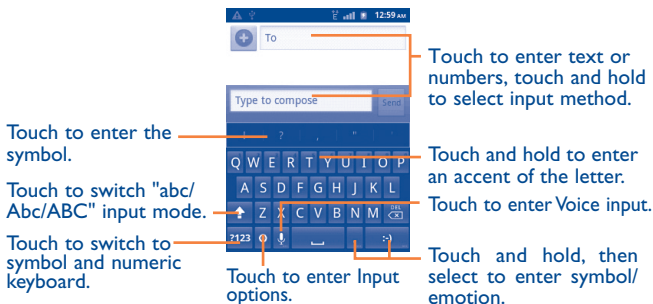 12:59 AM
To
Touch to enter text or
numbers, touch and hold
to select input method.
Type to compose
Send
Touch to enter the
symbol.
! ? , " '
Q W E R T Y U I O P
Touch and hold to enter
an accent of the letter.
A S D F G H J K L
Touch to switch "abc/
Abc/ABC" input mode.
Touch to enter Voice input.
Z X C V B N M DEL
Touch to switch to
symbol and numeric
keyboard.
?123 :-)
Touch to enter Input
options.
Touch and hold, then
select to enter symbol/
emotion.